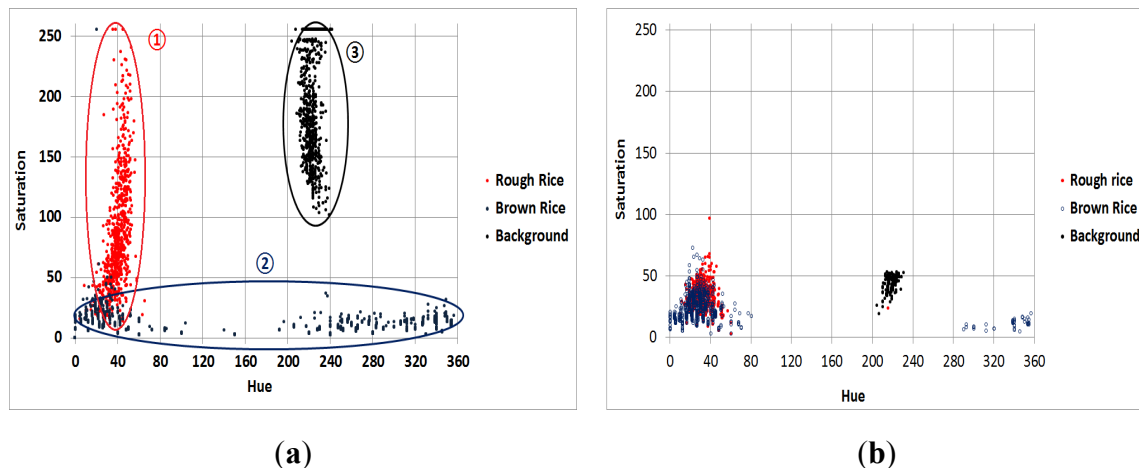 ①
②
③
250
200
150
100
50
0
Saturation
0 40 80 120 160 200 240 280 320 360
Hue
Rough Rice
Brown Rice
Background
(a)
250
200
150
100
50
0
Saturation
0 40 80 120 160 200 240 280 320 360
Hue
Rough rice
Brown Rice
Background
(b)